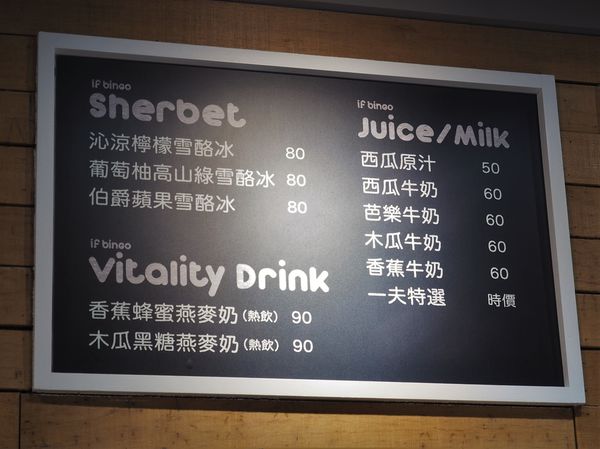 if bingo
Sherbet
沁涼檸檬雪酪冰 80
葡萄柚高山綠雪酪冰 80
伯爵蘋果雪酪冰 80
if bingo
Vitality Drink
香蕉蜂蜜燕麥奶(熱飲) 90
木瓜黑糖燕麥奶(熱飲) 90
if bingo
Juice/Milk
西瓜原汁 50
西瓜牛奶 60
芭樂牛奶 60
木瓜牛奶 60
香蕉牛奶 60
一夫特選 時價